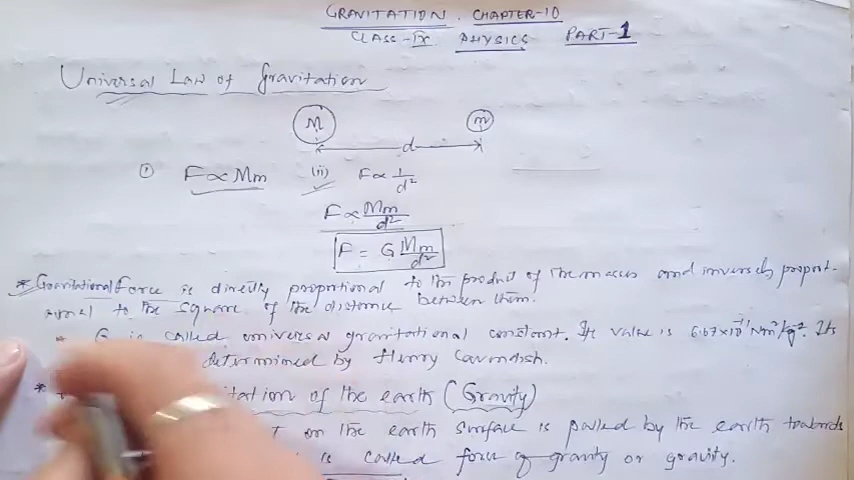 GRAVITATION. CHAPTER-10
CLASS-IX PHYSICS PART-1
Universal Law of Gravitation
M m
d
(i) F ∝ Mm (ii) F ∝ 1/d²
F ∝ Mm/d²
F = G Mm/d²
* Gravitational force is directly proportional to the product of the masses and inversely proport-
ional to the square of the distance between them.
* G is called universal gravitational constant. Its value is 6.67×10⁻¹¹ Nm²/kg². Its
determined by Henry Cavendish.
* itation of the earth (Gravity)
on the earth surface is pulled by the earth towards
is called force of gravity or gravity.